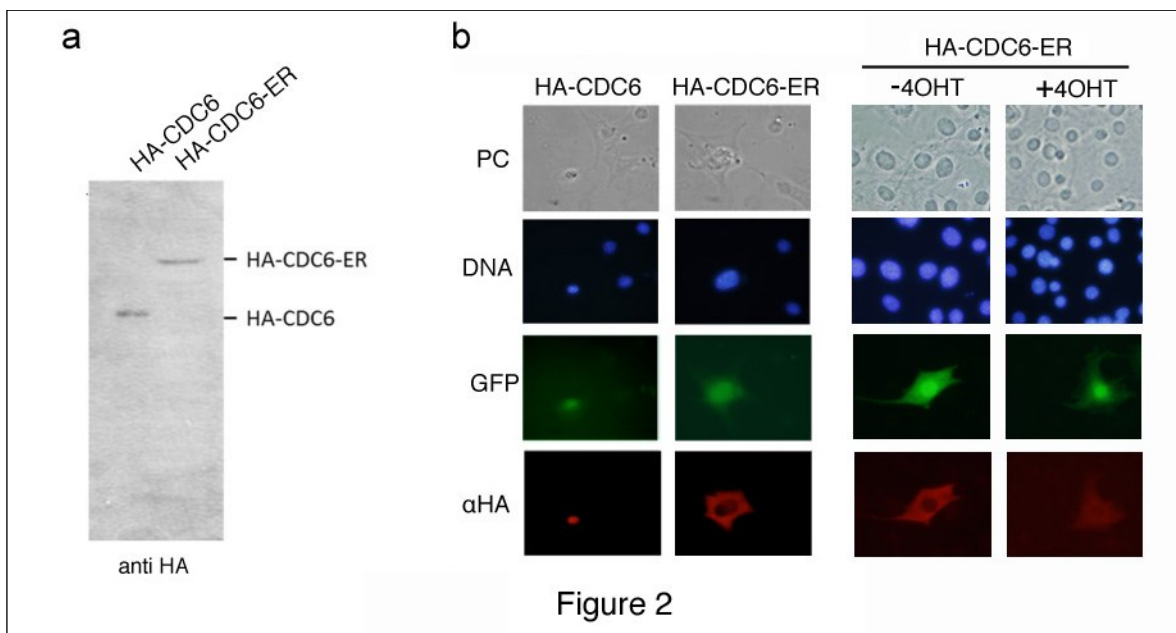 a
HA-CDC6
HA-CDC6-ER
HA-CDC6-ER
HA-CDC6
anti HA
b
HA-CDC6-ER
HA-CDC6
HA-CDC6-ER
-4OHT
+4OHT
PC
DNA
GFP
αHA
Figure 2